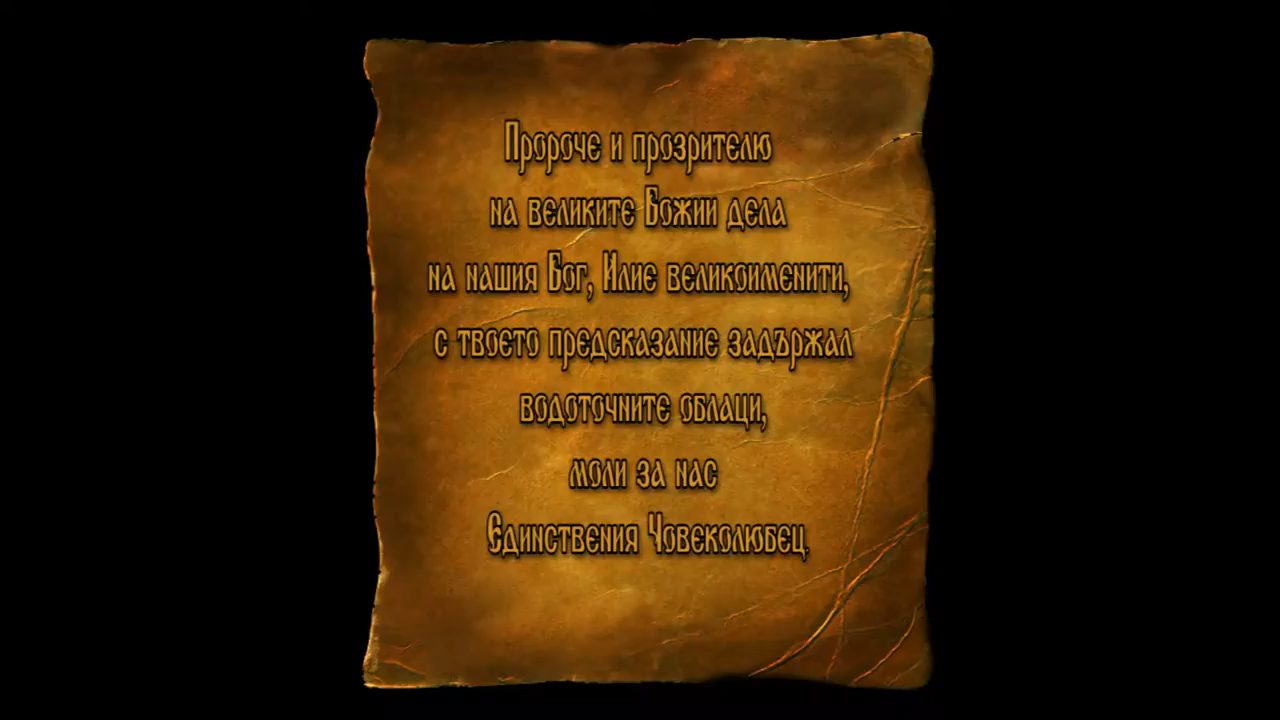 Пророче и прозрителю
на великите Божии дела
на нашия Бог, Илие великоименити,
с твоето предсказание задържал
водоточните облаци,
моли за нас
Единствения Човеколюбец.